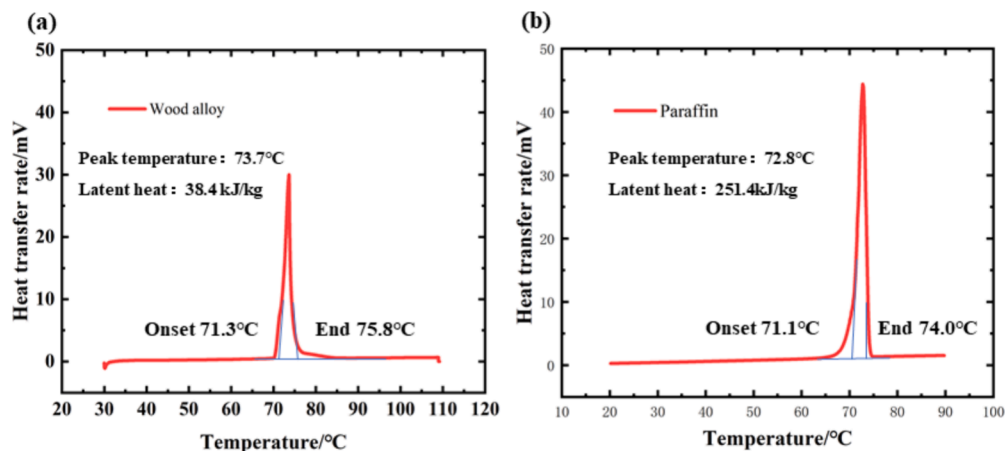 (a)
50
40
30
20
10
0
Heat transfer rate/mV
Wood alloy
Peak temperature： 73.7°C
Latent heat： 38.4 kJ/kg
Onset 71.3°C
End 75.8°C
20 30 40 50 60 70 80 90 100 110 120
Temperature/°C
(b)
50
40
30
20
10
0
Heat transfer rate/mV
Paraffin
Peak temperature： 72.8°C
Latent heat： 251.4kJ/kg
Onset 71.1°C
End 74.0°C
10 20 30 40 50 60 70 80 90 100
Temperature/°C